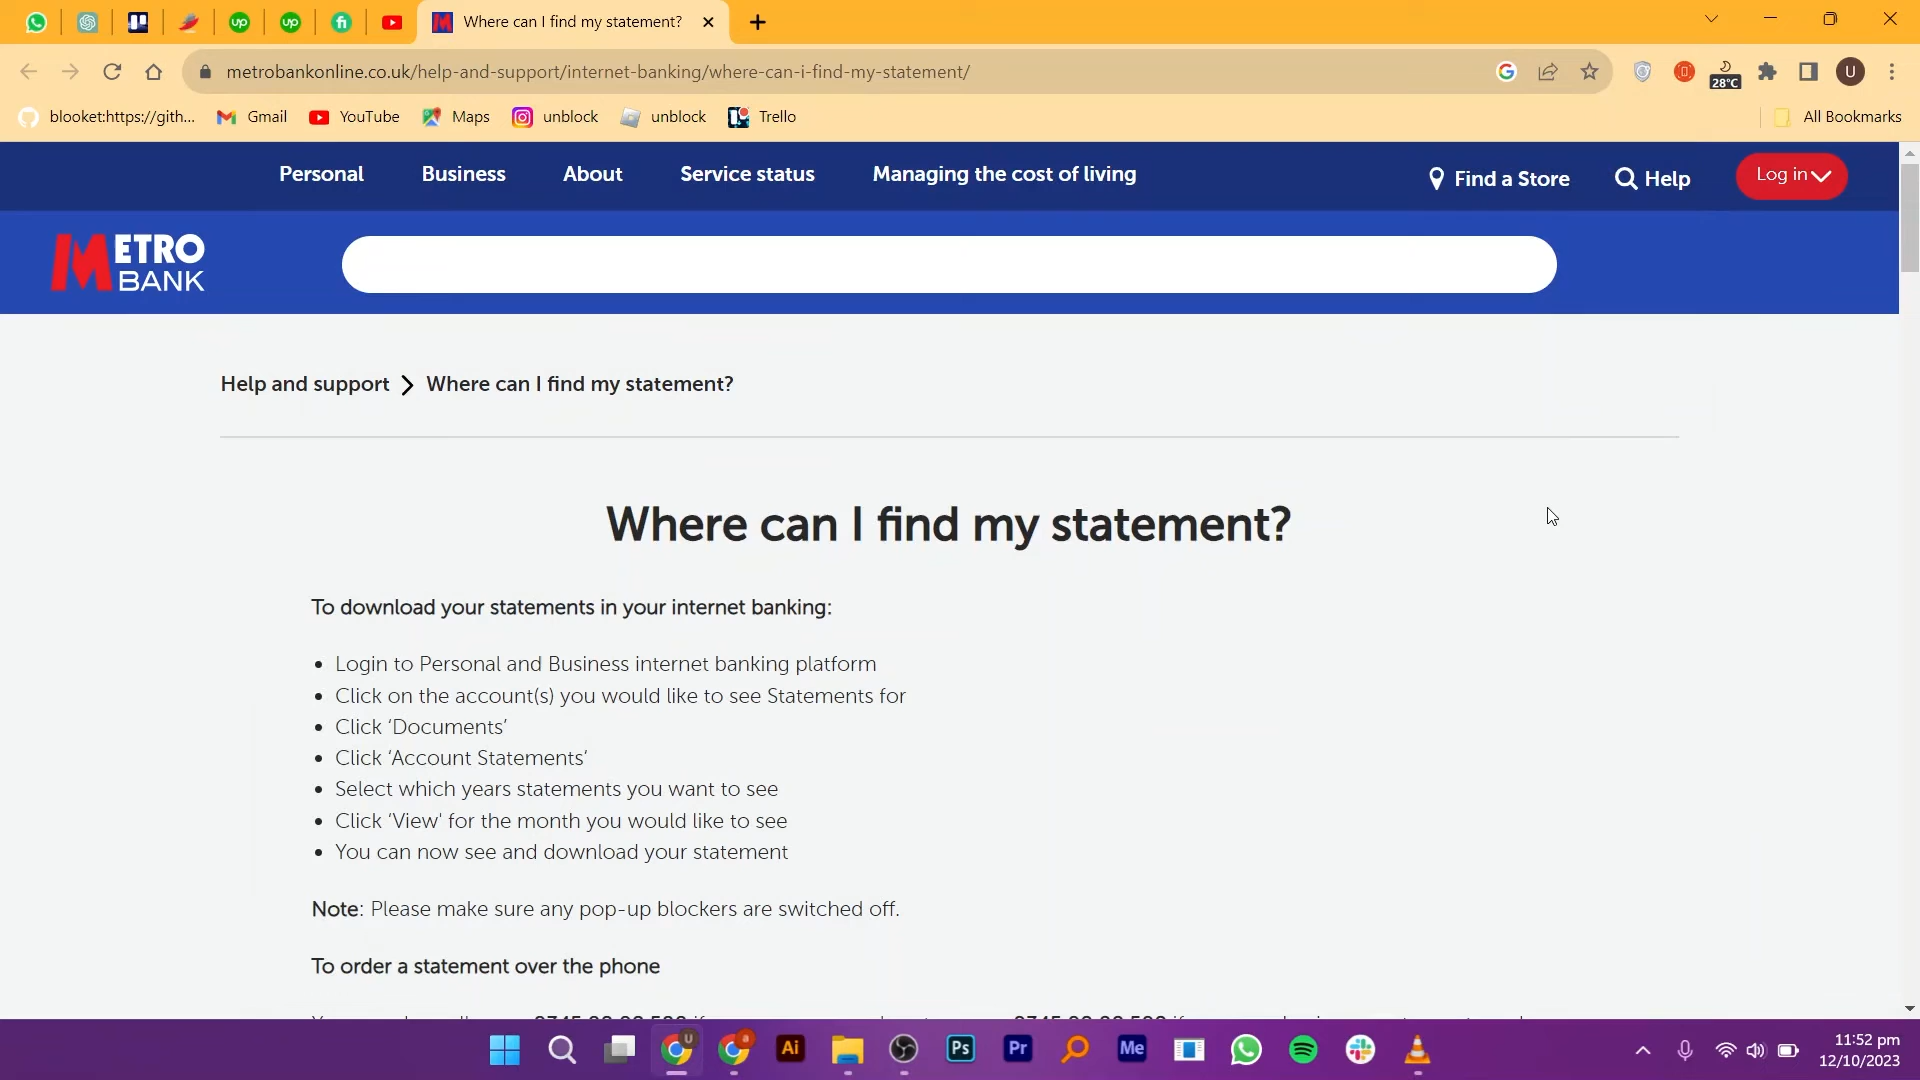 Where can I find my statement?
metrobankonline.co.uk/help-and-support/internet-banking/where-can-i-find-my-statement/
28°C
U
blooket:https://gith...
Gmail
YouTube
Maps
unblock
unblock
Trello
All Bookmarks
Personal
Business
About
Service status
Managing the cost of living
Find a Store
Help
Log in
METRO
BANK
Help and support
Where can I find my statement?
Where can I find my statement?
To download your statements in your internet banking:
Login to Personal and Business internet banking platform
Click on the account(s) you would like to see Statements for
Click ‘Documents’
Click ‘Account Statements’
Select which years statements you want to see
Click ‘View' for the month you would like to see
You can now see and download your statement
Note: Please make sure any pop-up blockers are switched off.
To order a statement over the phone
Ai
Ps
Pr
Me
11:52 pm
12/10/2023